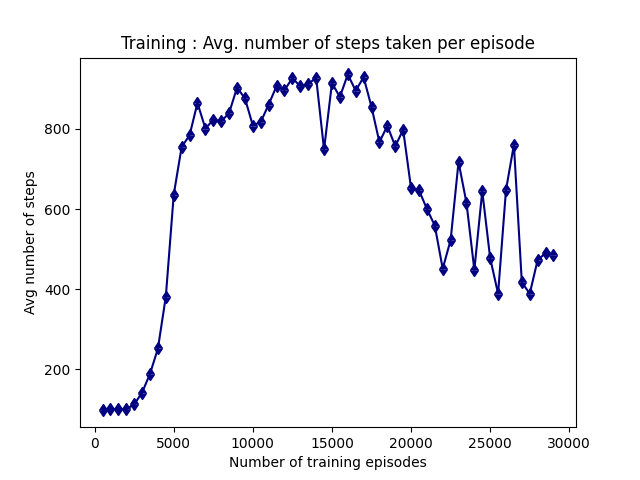 Training : Avg. number of steps taken per episode
800
600
400
200
Avg number of steps
0 5000 10000 15000 20000 25000 30000
Number of training episodes